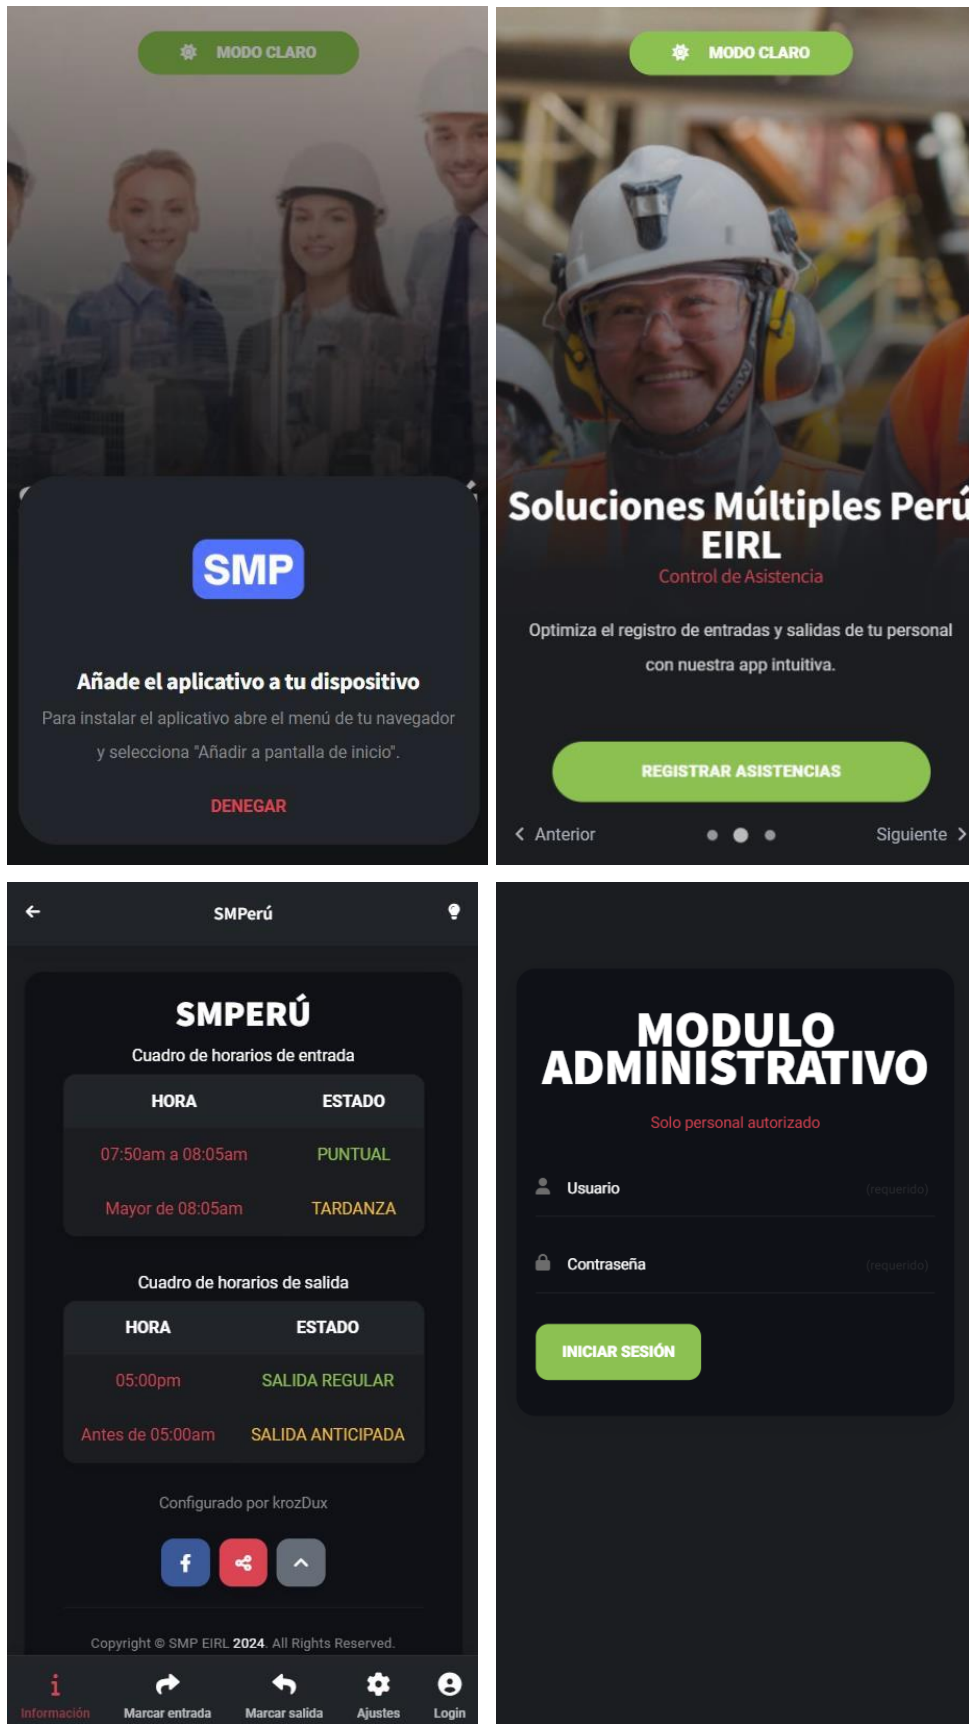 MODO CLARO
SMP
Añade el aplicativo a tu dispositivo
Para instalar el aplicativo abre el menú de tu navegador
y selecciona "Añadir a pantalla de inicio".
DENEGAR
MODO CLARO
Soluciones Múltiples Perú
EIRL
Control de Asistencia
Optimiza el registro de entradas y salidas de tu personal
con nuestra app intuitiva.
REGISTRAR ASISTENCIAS
Anterior
Siguiente
SMPerú
SMPERÚ
Cuadro de horarios de entrada
HORA ESTADO
07:50am a 08:05am PUNTUAL
Mayor de 08:05am TARDANZA
Cuadro de horarios de salida
HORA ESTADO
05:00pm SALIDA REGULAR
Antes de 05:00am SALIDA ANTICIPADA
Configurado por krozDux
Copyright © SMP EIRL 2024. All Rights Reserved.
Información Marcar entrada Marcar salida Ajustes Login
MODULO
ADMINISTRATIVO
Solo personal autorizado
Usuario (requerido)
Contraseña (requerido)
INICIAR SESIÓN